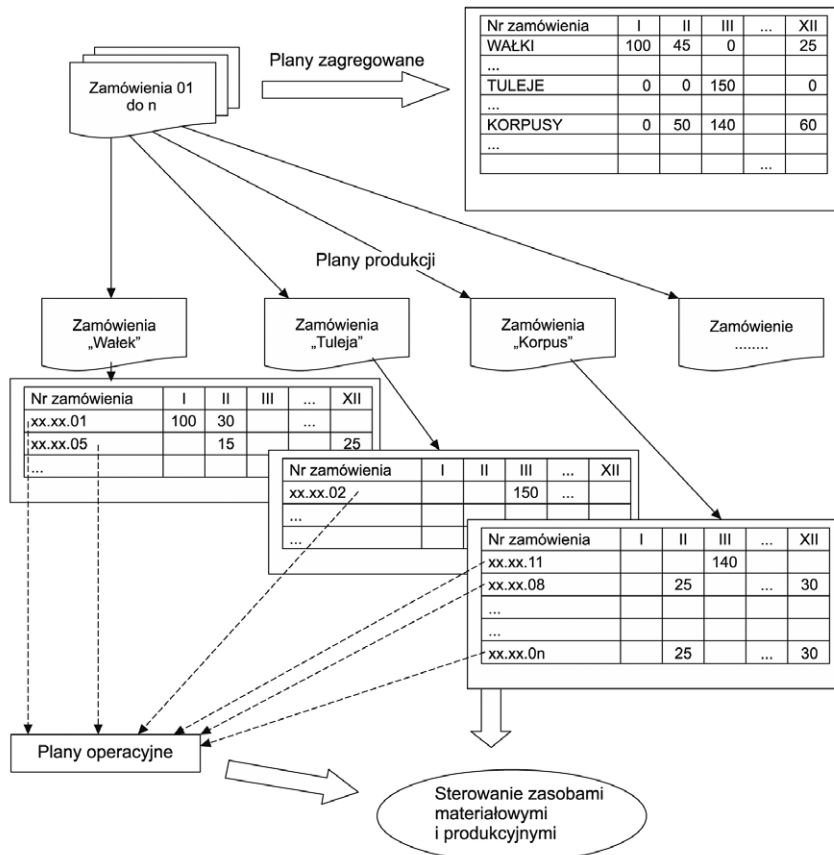 Zamówienia 01
do n
Plany zagregowane
Nr zamówienia I II III ... XII
WAŁKI 100 45 0 25
...
TULEJE 0 0 150 0
...
KORPUSY 0 50 140 60
...
...
Plany produkcji
Zamówienia
„Wałek”
Zamówienia
„Tuleja”
Zamówienia
„Korpus”
Zamówienie
........
Nr zamówienia I II III ... XII
xx.xx.01 100 30 ...
xx.xx.05 15 25
...
Nr zamówienia I II III ... XII
xx.xx.02 150 ...
...
...
Nr zamówienia I II III ... XII
xx.xx.11 140
xx.xx.08 25 ... 30
...
...
xx.xx.0n 25 ... 30
Plany operacyjne
Sterowanie zasobami
materiałowymi
i produkcyjnymi